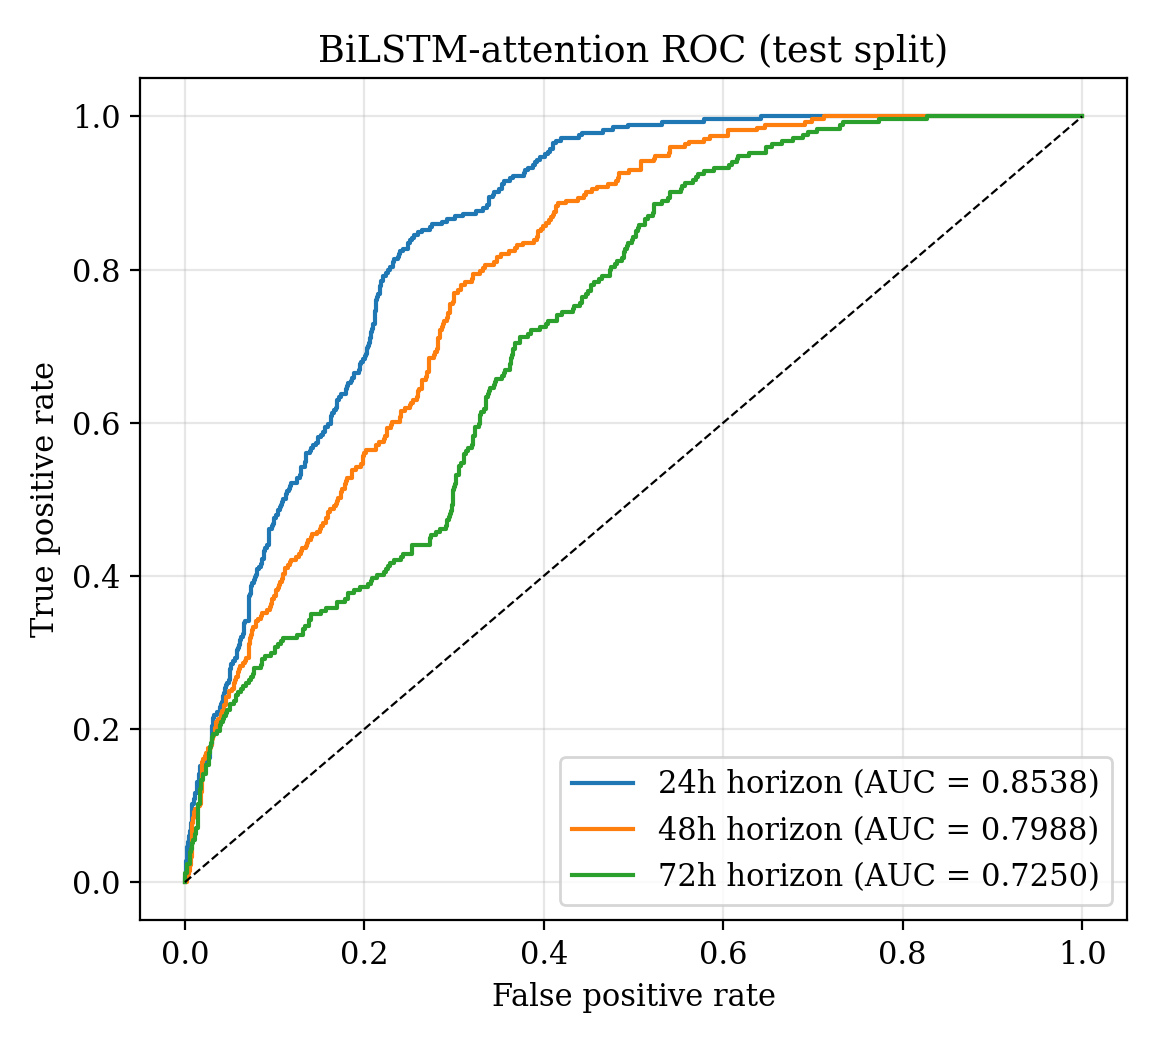 BiLSTM-attention ROC (test split)
1.0
0.8
0.6
0.4
0.2
0.0
True positive rate
24h horizon (AUC = 0.8538)
48h horizon (AUC = 0.7988)
72h horizon (AUC = 0.7250)
0.0 0.2 0.4 0.6 0.8 1.0
False positive rate